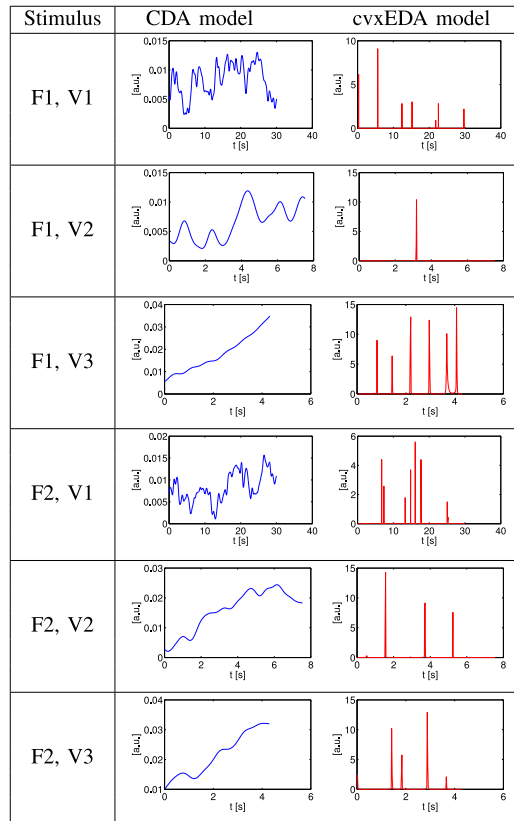 Stimulus CDA model cvxEDA model
F1, V1
[a.u.]
0.015
0.01
0.005
0
0 10 20 30 40
t [s]
[a.u.]
10
5
0
0 10 20 30 40
t [s]
F1, V2
[a.u.]
0.015
0.01
0.005
0
0 2 4 6 8
t [s]
[a.u.]
15
10
5
0
0 2 4 6 8
t [s]
F1, V3
[a.u.]
0.04
0.03
0.02
0.01
0
0 2 4 6
t [s]
[a.u.]
15
10
5
0
0 2 4 6
t [s]
F2, V1
[a.u.]
0.02
0.015
0.01
0.005
0
0 10 20 30 40
t [s]
[a.u.]
6
4
2
0
0 10 20 30 40
t [s]
F2, V2
[a.u.]
0.03
0.02
0.01
0
0 2 4 6 8
t [s]
[a.u.]
15
10
5
0
0 2 4 6 8
t [s]
F2, V3
[a.u.]
0.04
0.03
0.02
0.01
0 2 4 6
t [s]
[a.u.]
15
10
5
0
0 2 4 6
t [s]